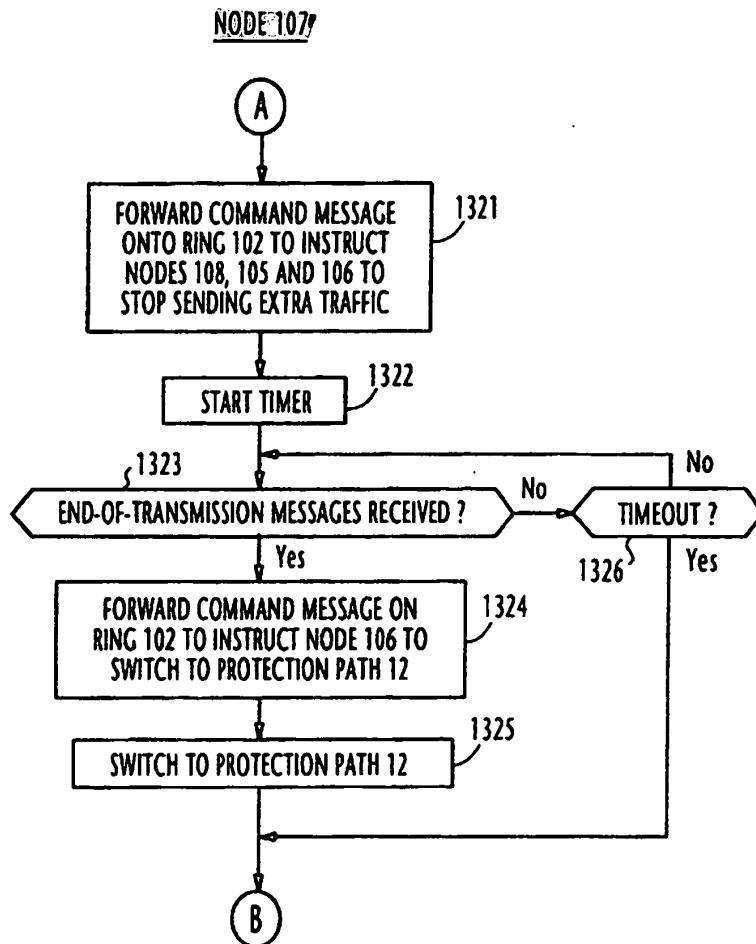 NODE 107
A
FORWARD COMMAND MESSAGE
ONTO RING 102 TO INSTRUCT
NODES 108, 105 AND 106 TO
STOP SENDING EXTRA TRAFFIC
1321
START TIMER
1322
1323
END-OF-TRANSMISSION MESSAGES RECEIVED ?
No
TIMEOUT ?
No
1326
Yes
Yes
FORWARD COMMAND MESSAGE ON
RING 102 TO INSTRUCT NODE 106 TO
SWITCH TO PROTECTION PATH 12
1324
SWITCH TO PROTECTION PATH 12
1325
B